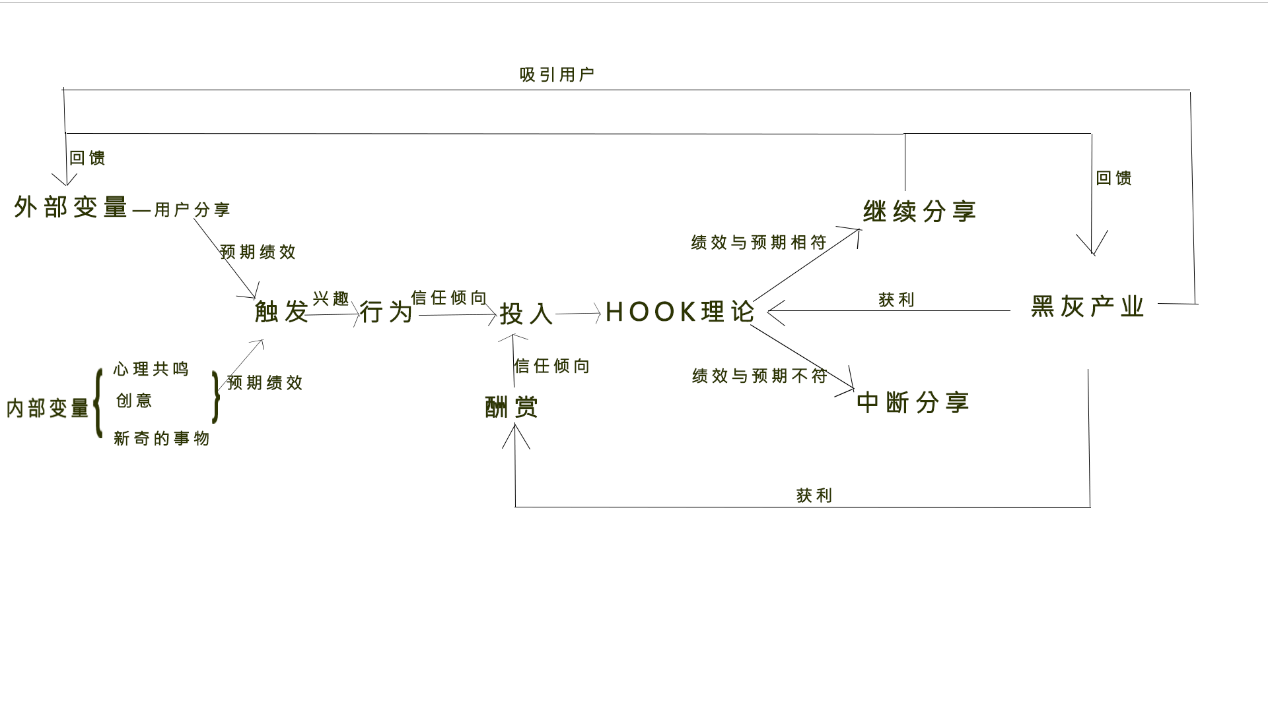 吸引用户
回馈
回馈
外部变量—用户分享
继续分享
绩效与预期相符
预期绩效
触发
兴趣
行为
信任倾向
投入
HOOK理论
获利
黑灰产业
信任倾向
绩效与预期不符
中断分享
酬赏
内部变量
心理共鸣
创意
新奇的事物
预期绩效
获利